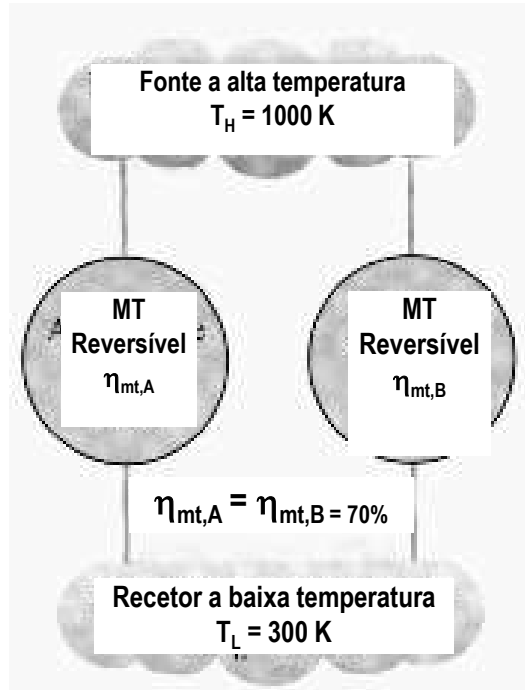 Fonte a alta temperatura
T_H = 1000 K
MT
Reversível
η_mt,A
MT
Reversível
η_mt,B
η_mt,A = η_mt,B = 70%
Recetor a baixa temperatura
T_L = 300 K